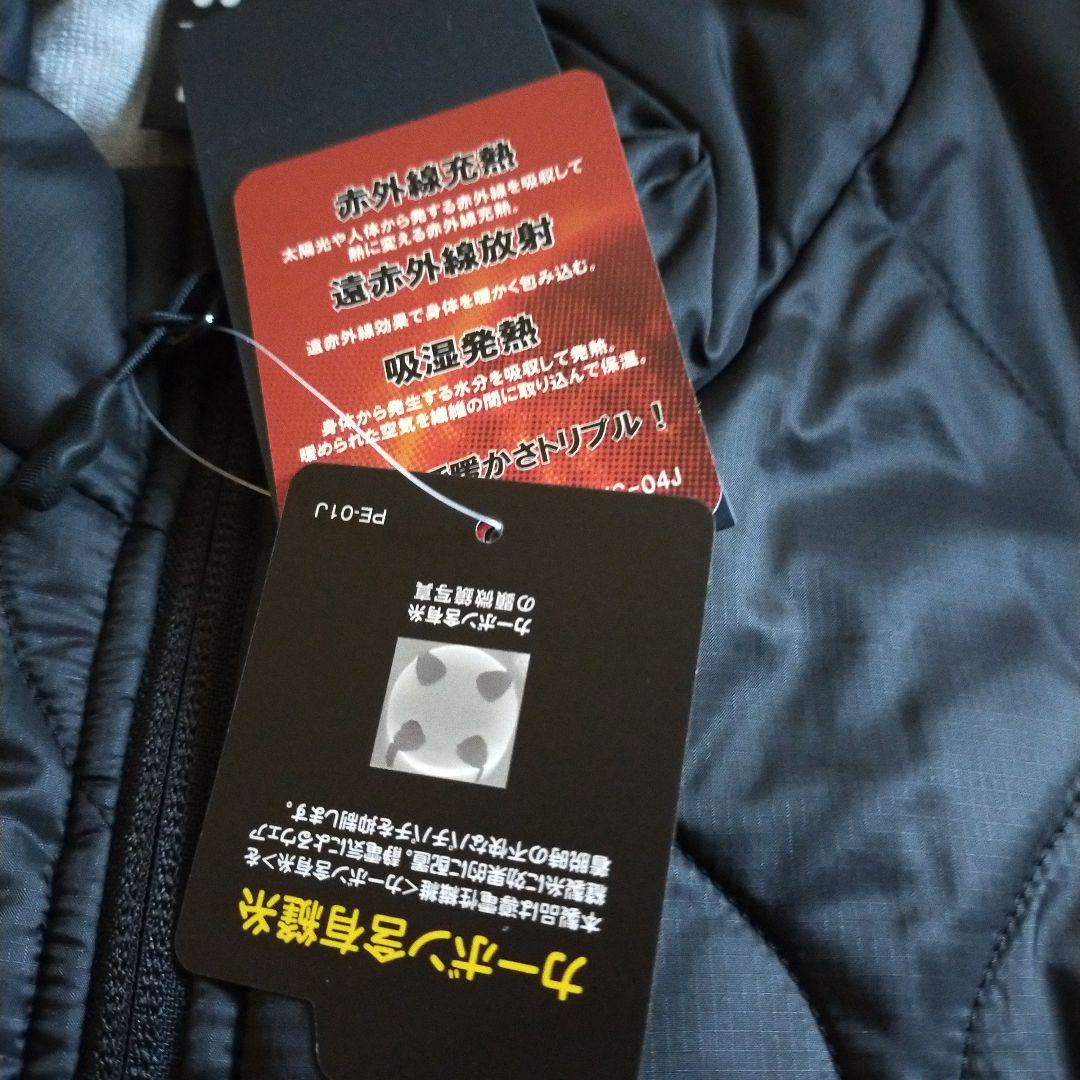 赤外線充熱
太陽光や人体から発する赤外線を吸収して
熱に変える赤外線充熱。
遠赤外線放射
遠赤外線効果で身体を暖かく包み込む。
吸湿発熱
身体から発生する水分を吸収して発熱。
暖められた空気を繊維の間に取り込んで保温。
暖かさトリプル！
-04J
カーボン含有縫糸
本製品は導電性繊維<カーボン含有糸>を
縫製糸に効果的に配置。静電気によるウェア
着脱時の不快なパチパチを抑制します。
カーボン含有糸
の顕微鏡写真
PE-01J